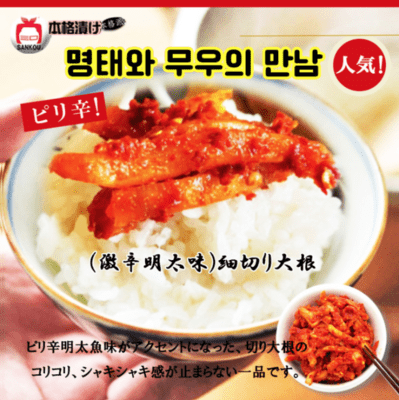 本格漬け
SANKOU
명태와 무우의 만남
人気!
ピリ辛!
(激辛明太味)細切り大根
ピリ辛明太魚味がアクセントになった、切り大根の
コリコリ、シャキシャキ感が止まらない一品です。